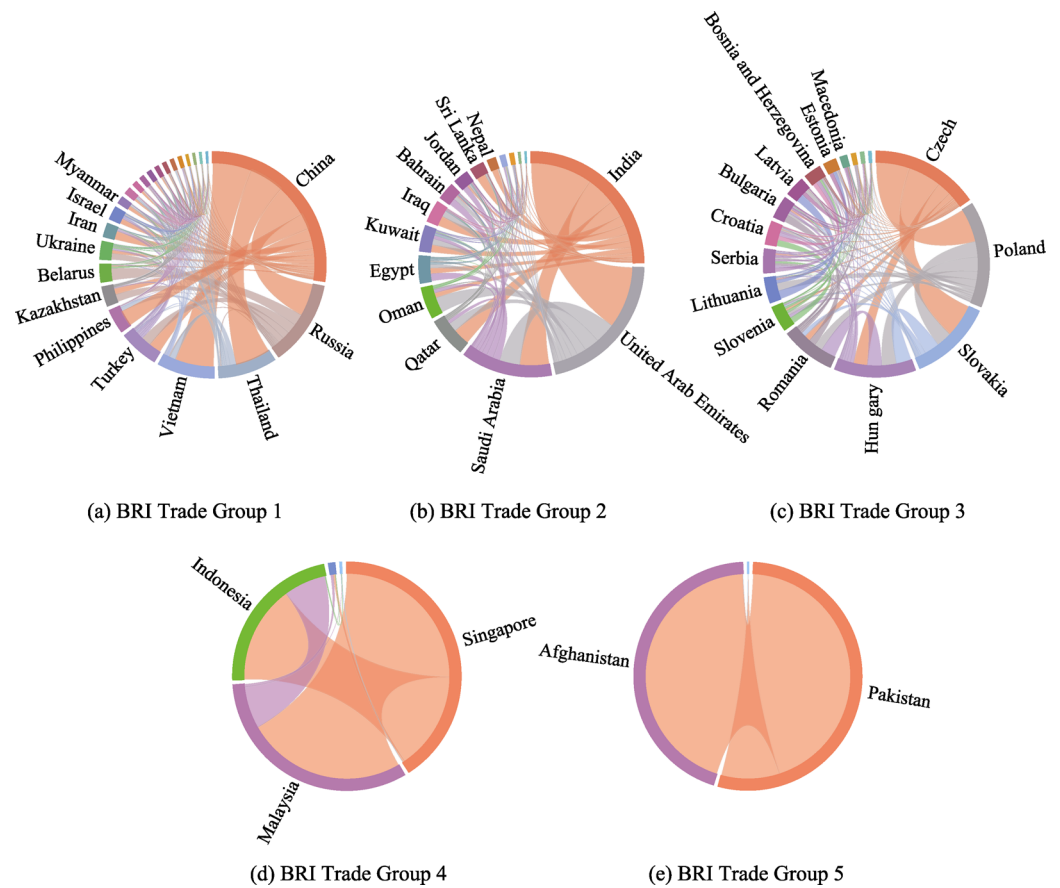 China
Russia
Thailand
Vietnam
Turkey
Philippines
Kazakhstan
Belarus
Ukraine
Iran
Israel
Myanmar
(a) BRI Trade Group 1
India
United Arab Emirates
Saudi Arabia
Qatar
Oman
Egypt
Kuwait
Iraq
Bahrain
Jordan
Sri Lanka
Nepal
(b) BRI Trade Group 2
Czech
Poland
Slovakia
Hun gary
Romania
Slovenia
Lithuania
Serbia
Croatia
Bulgaria
Latvia
Bosnia and Herzegovina
Estonia
Macedonia
(c) BRI Trade Group 3
Singapore
Malaysia
Indonesia
(d) BRI Trade Group 4
Pakistan
Afghanistan
(e) BRI Trade Group 5